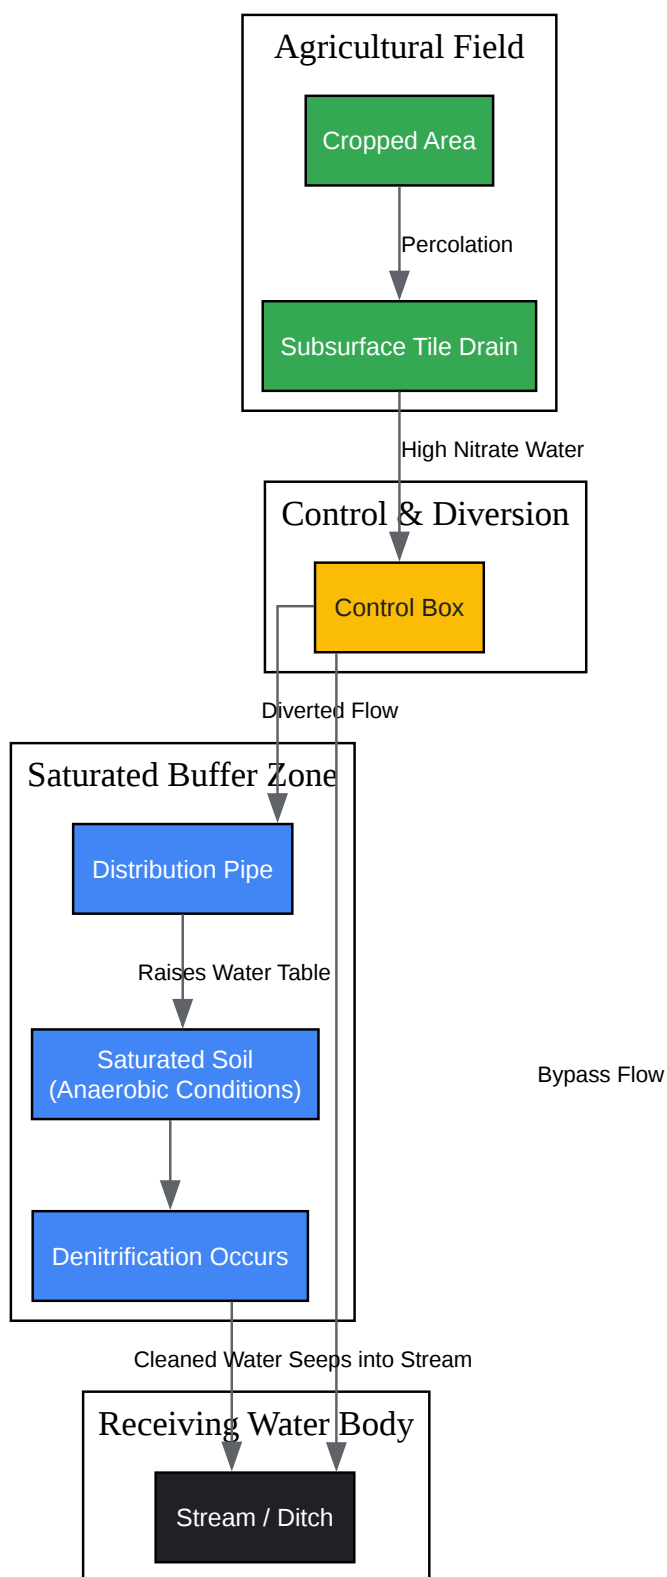 Agricultural Field
Cropped Area
Percolation
Subsurface Tile Drain
High Nitrate Water
Control & Diversion
Control Box
Diverted Flow
Saturated Buffer Zone
Distribution Pipe
Raises Water Table
Saturated Soil
(Anaerobic Conditions)
Bypass Flow
Denitrification Occurs
Cleaned Water Seeps into Stream
Receiving Water Body
Stream / Ditch